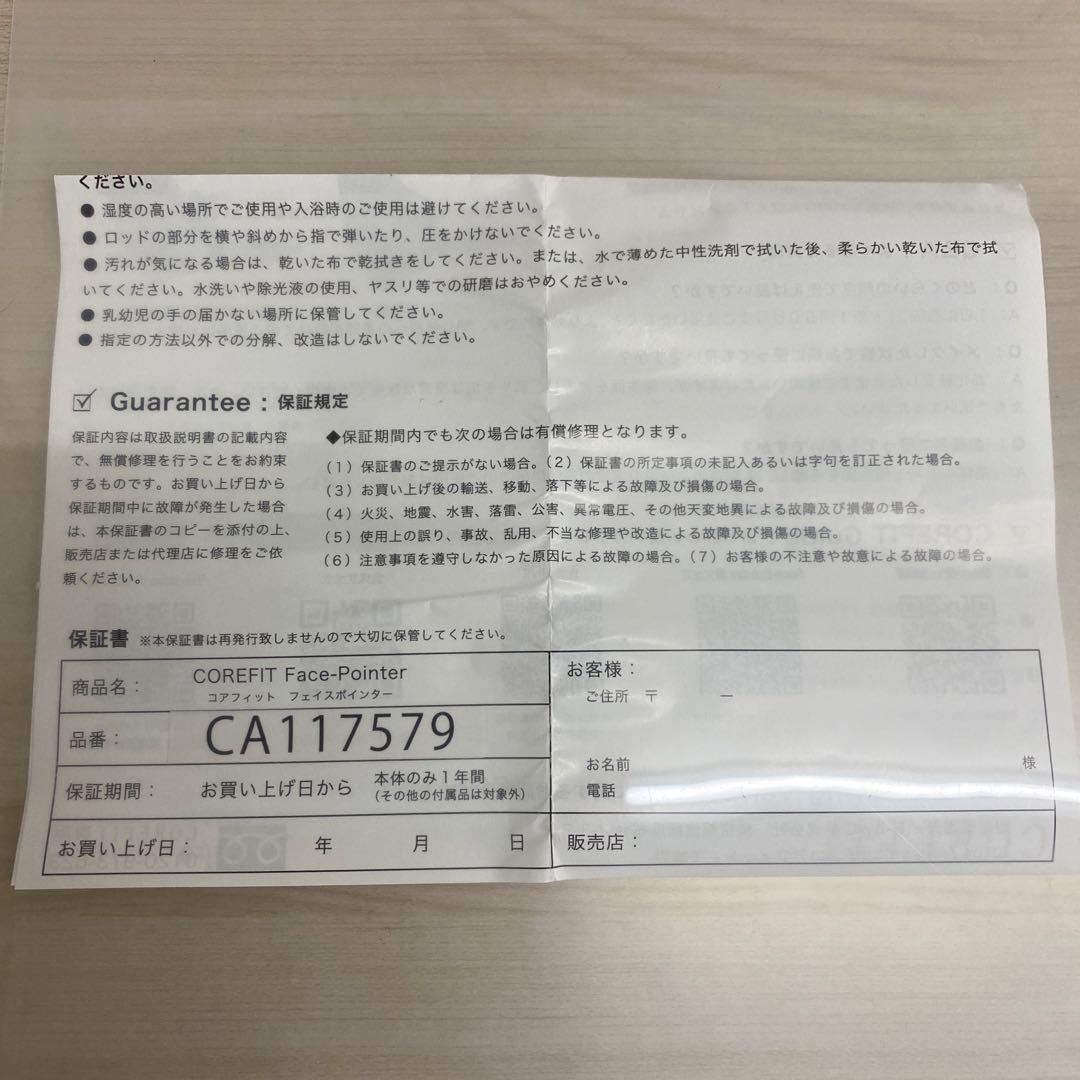 ください。
● 湿度の高い場所でご使用や入浴時のご使用は避けてください。
● ロッドの部分を横や斜めから指で弾いたり、圧をかけないでください。
● 汚れが気になる場合は、乾いた布で乾拭きをしてください。または、水で薄めた中性洗剤で拭いた後、柔らかい乾いた布で拭
いてください。水洗いや除光液の使用、ヤスリ等での研磨はおやめください。
● 乳幼児の手の届かない場所に保管してください。
● 指定の方法以外での分解、改造はしないでください。
☑ Guarantee : 保証規定
保証内容は取扱説明書の記載内容
で、無償修理を行うことをお約束
するものです。お買い上げ日から
保証期間中に故障が発生した場合
は、本保証書のコピーを添付の上、
販売店または代理店に修理をご依
頼ください。
◆保証期間内でも次の場合は有償修理となります。
（1）保証書のご提示がない場合。（2）保証書の所定事項の未記入あるいは字句を訂正された場合。
（3）お買い上げ後の輸送、移動、落下等による故障及び損傷の場合。
（4）火災、地震、水害、落雷、公害、異常電圧、その他天変地異による故障及び損傷の場合。
（5）使用上の誤り、事故、乱用、不当な修理や改造による故障及び損傷の場合。
（6）注意事項を遵守しなかった原因による故障の場合。（7）お客様の不注意や故意による故障の場合。
保証書 ※本保証書は再発行致しませんので大切に保管してください。
商品名： COREFIT Face-Pointer
コアフィット フェイスポインター
品番： CA117579
保証期間： お買い上げ日から 本体のみ1年間
（その他の付属品は対象外）
お買い上げ日： 年 月 日
お客様：
ご住所 〒 ー
お名前 様
電話
販売店：